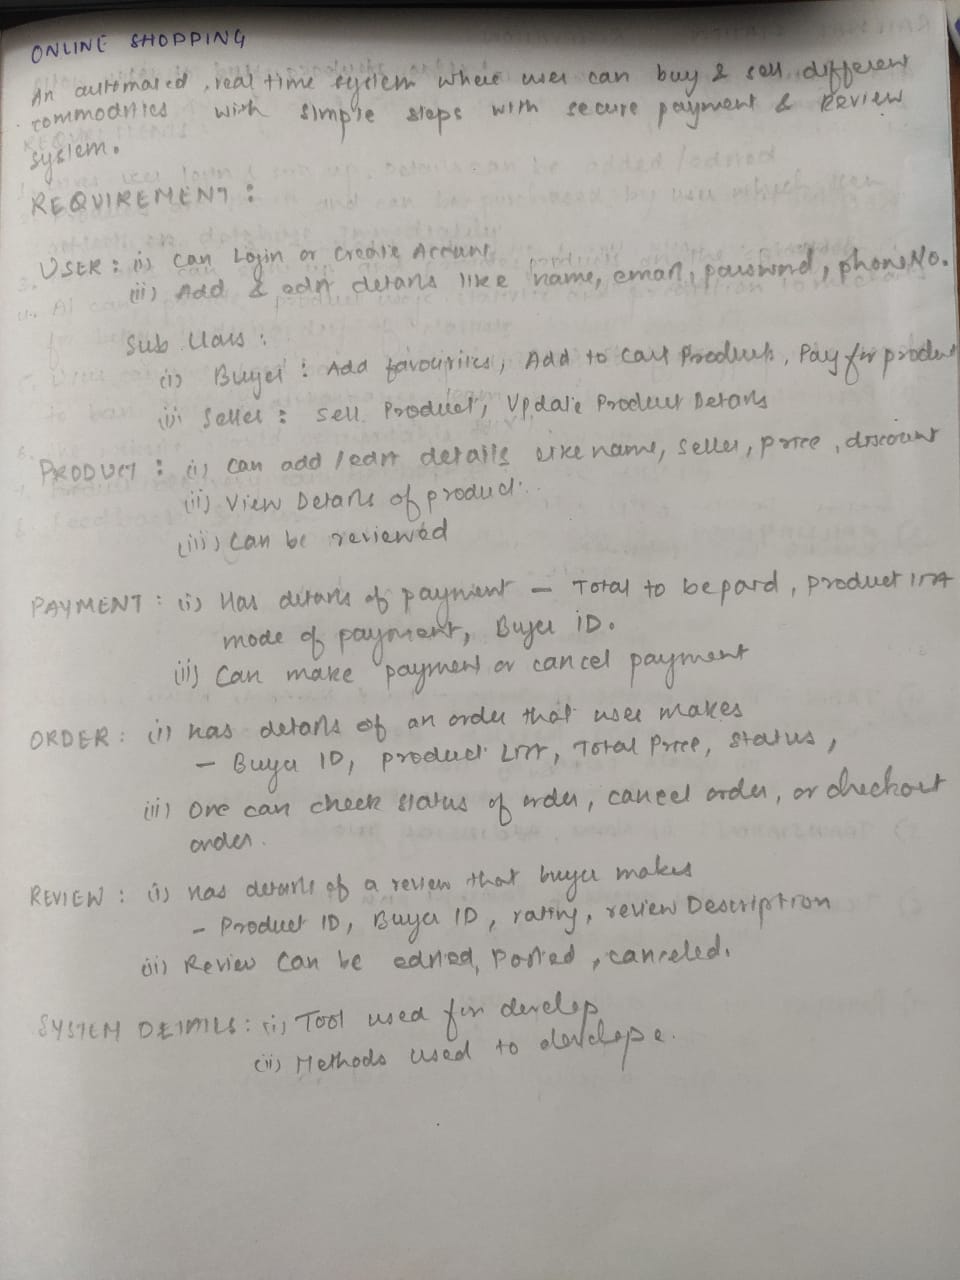 ONLINE SHOPPING
An automated, real time system where user can buy & sell different
commodities with simple steps with secure payment & Review
system.
REQUIREMENT :
USER : (i) Can Login or Create Account
(ii) Add & edit details like name, email, password, phone No.
Sub Class :
(i) Buyer : Add favourites, Add to cart Products, Pay for product
(ii) Seller : Sell Product, Update Product Details
PRODUCT : (i) Can add / edit details like name, seller, price, discount
(ii) View Details of product.
(iii) Can be reviewed
PAYMENT : (i) Has details of payment - Total to be paid, product list
mode of payment, Buyer iD.
(ii) Can make payment or cancel payment
ORDER : (i) has details of an order that user makes
- Buyer ID, product List, Total Price, Status,
(ii) One can check status of order, cancel order, or checkout
order.
REVIEW : (i) has details of a review that buyer makes
- Product ID, Buyer ID, rating, review Description
(ii) Review Can be edited, Posted, canceled.
SYSTEM DETAILS : (i) Tool used for develop
(ii) Methods used to develope.